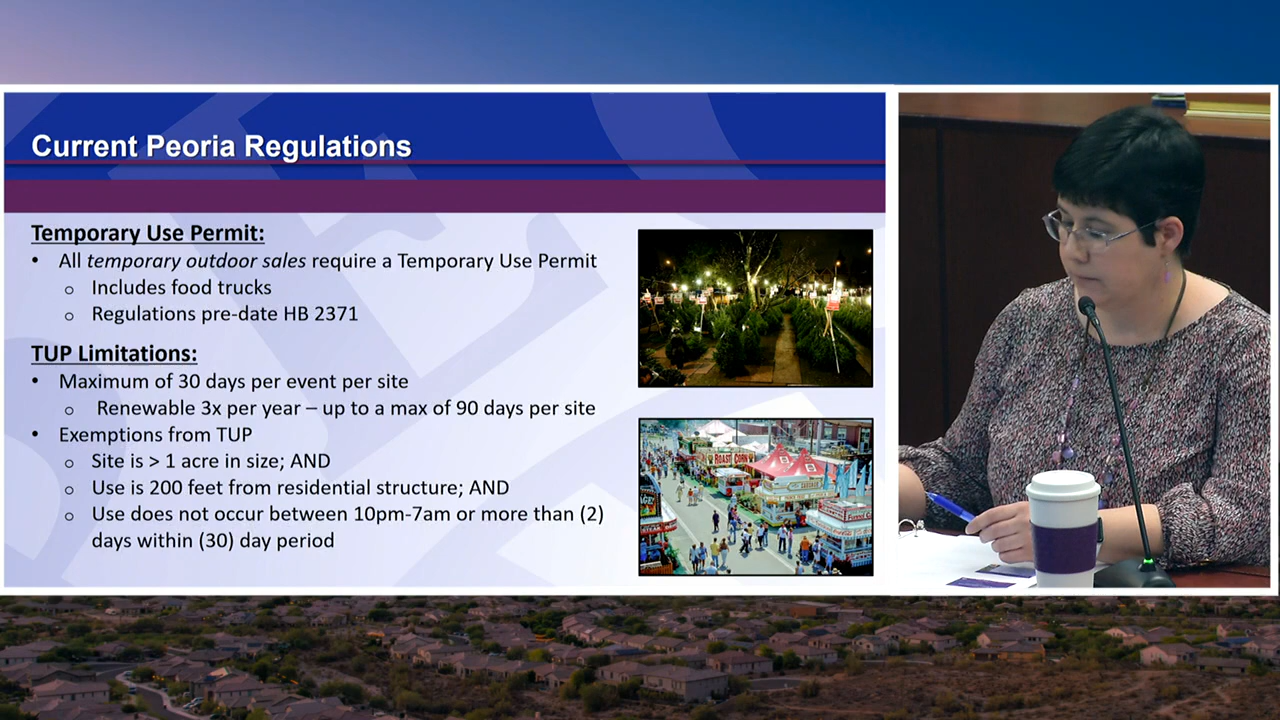 Current Peoria Regulations
Temporary Use Permit:
• All temporary outdoor sales require a Temporary Use Permit
o Includes food trucks
o Regulations pre-date HB 2371
TUP Limitations:
• Maximum of 30 days per event per site
o Renewable 3x per year – up to a max of 90 days per site
• Exemptions from TUP
o Site is > 1 acre in size; AND
o Use is 200 feet from residential structure; AND
o Use does not occur between 10pm-7am or more than (2)
days within (30) day period
ROAST CORN